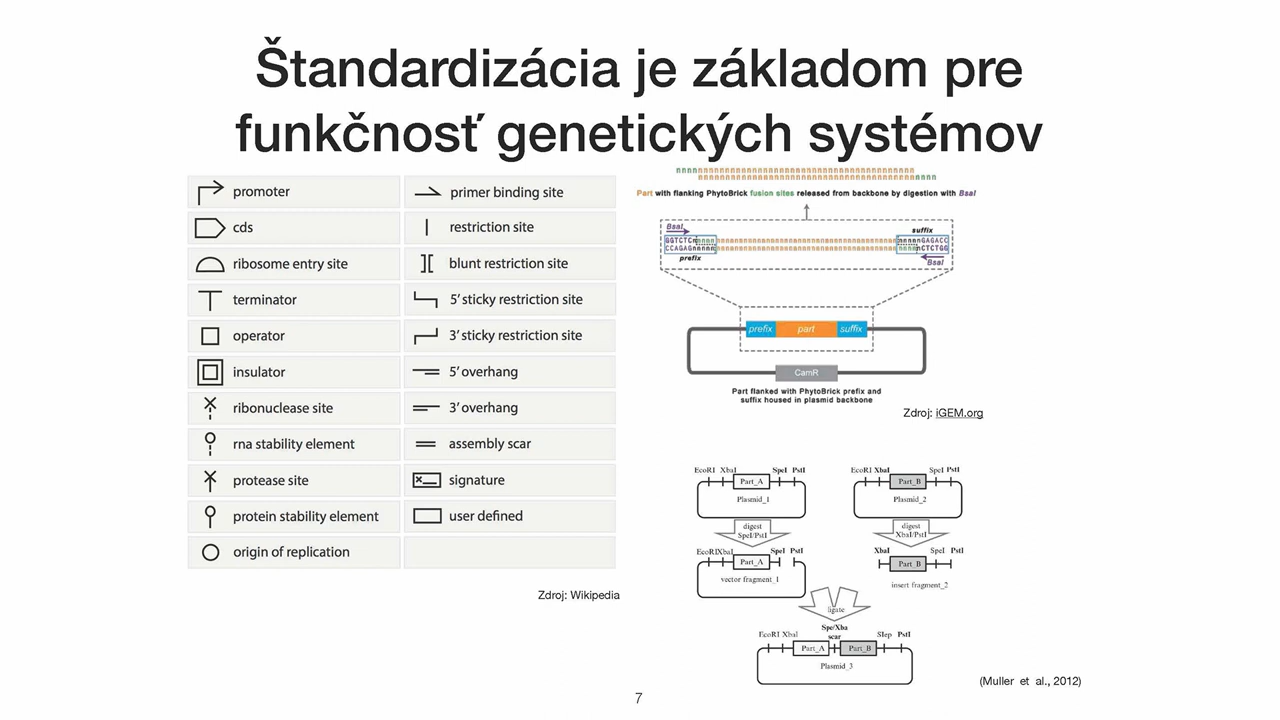 Štandardizácia je základom pre
funkčnosť genetických systémov
promoter
cds
ribosome entry site
terminator
operator
insulator
ribonuclease site
rna stability element
protease site
protein stability element
origin of replication
primer binding site
restriction site
blunt restriction site
5’ sticky restriction site
3’ sticky restriction site
5’ overhang
3’ overhang
assembly scar
signature
user defined
Zdroj: Wikipedia
Part with flanking PhytoBrick fusion sites released from backbone by digestion with BsaI
BsaI
suffix
prefix
BsaI
prefix part suffix
CamR
Part flanked with PhytoBrick prefix and
suffix housed in plasmid backbone
Zdroj: iGEM.org
EcoRI XbaI SpeI PstI
Part_A
Plasmid_1
digest
SpeI/PstI
EcoRI XbaI SpeI PstI
Part_B
Plasmid_2
digest
XbaI/PstI
EcoRIXbaI SpeI PstI
Part_A
vector fragment_1
XbaI SpeI PstI
Part_B
insert fragment_2
ligate
Spe/Xba
scar
EcoRI XbaI SIep PstI
Part_A Part_B
Plasmid_3
(Muller et al., 2012)
7